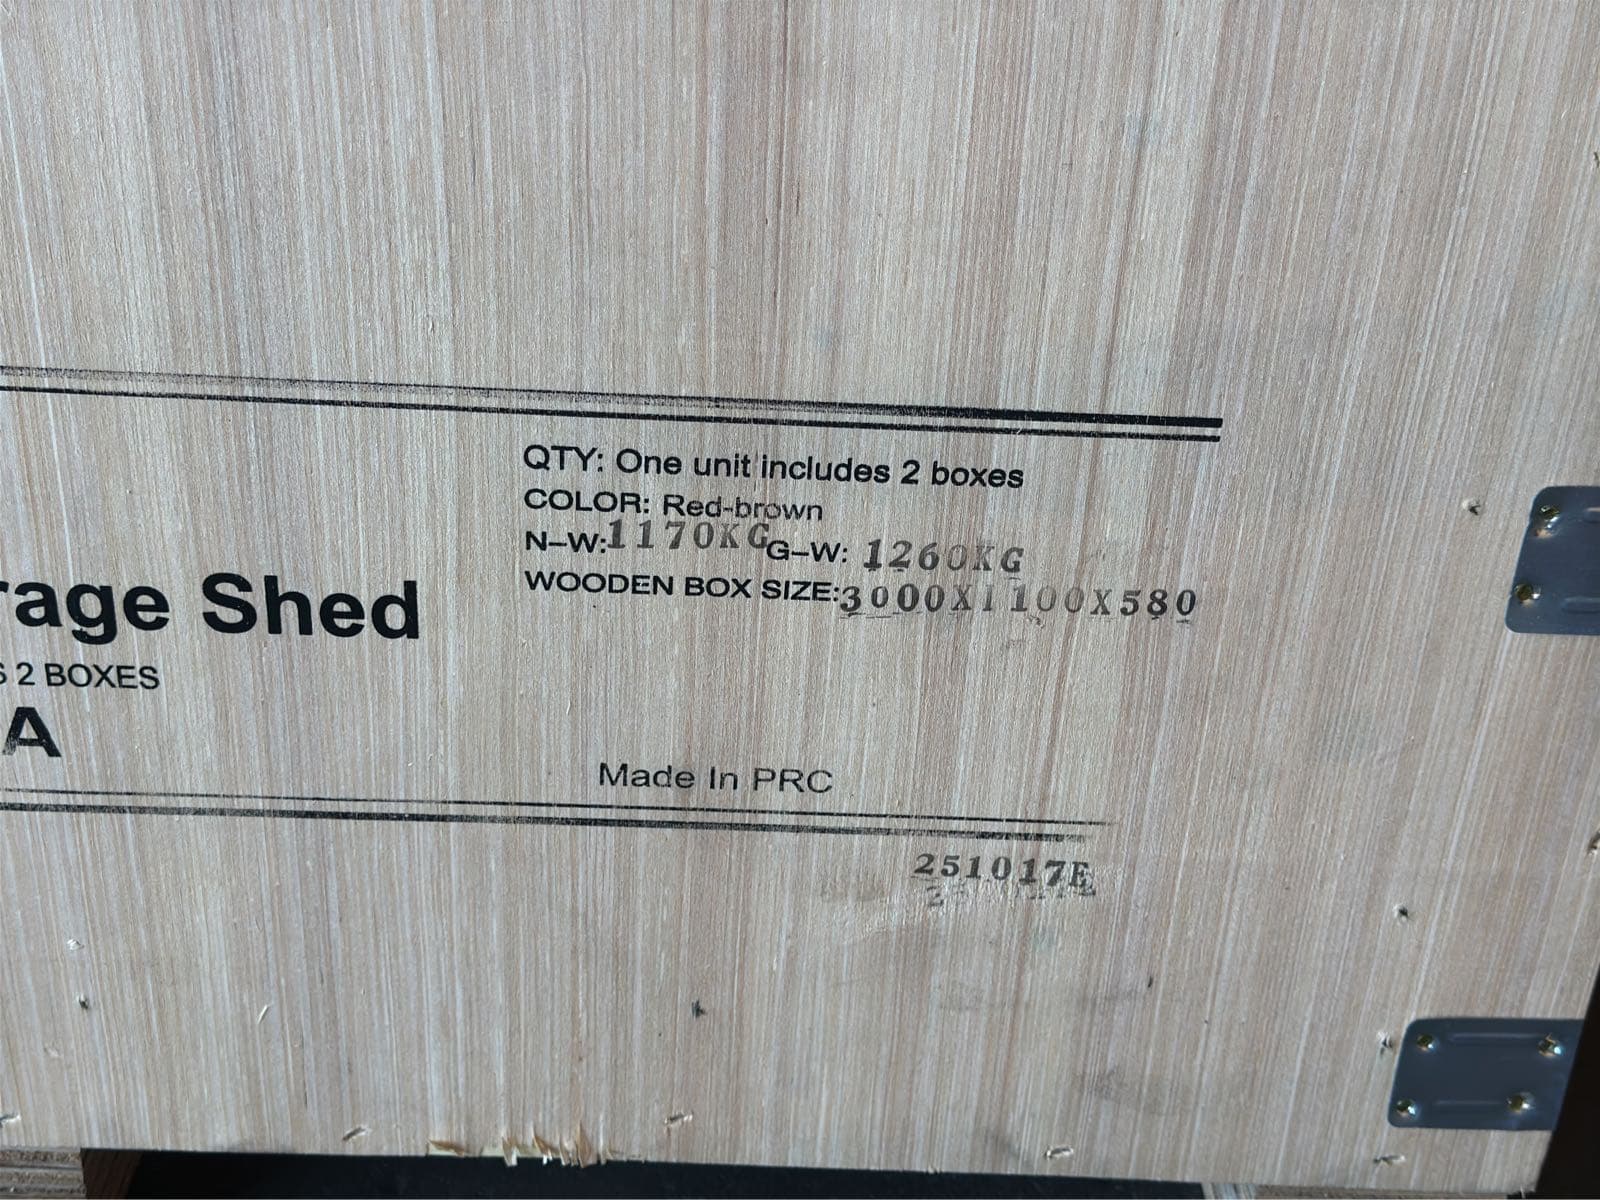 QTY: One unit includes 2 boxes
COLOR: Red-brown
N-W:1170KG G-W: 1260KG
WOODEN BOX SIZE:3000X1100X580
rage Shed
S 2 BOXES
A
Made In PRC
251017E